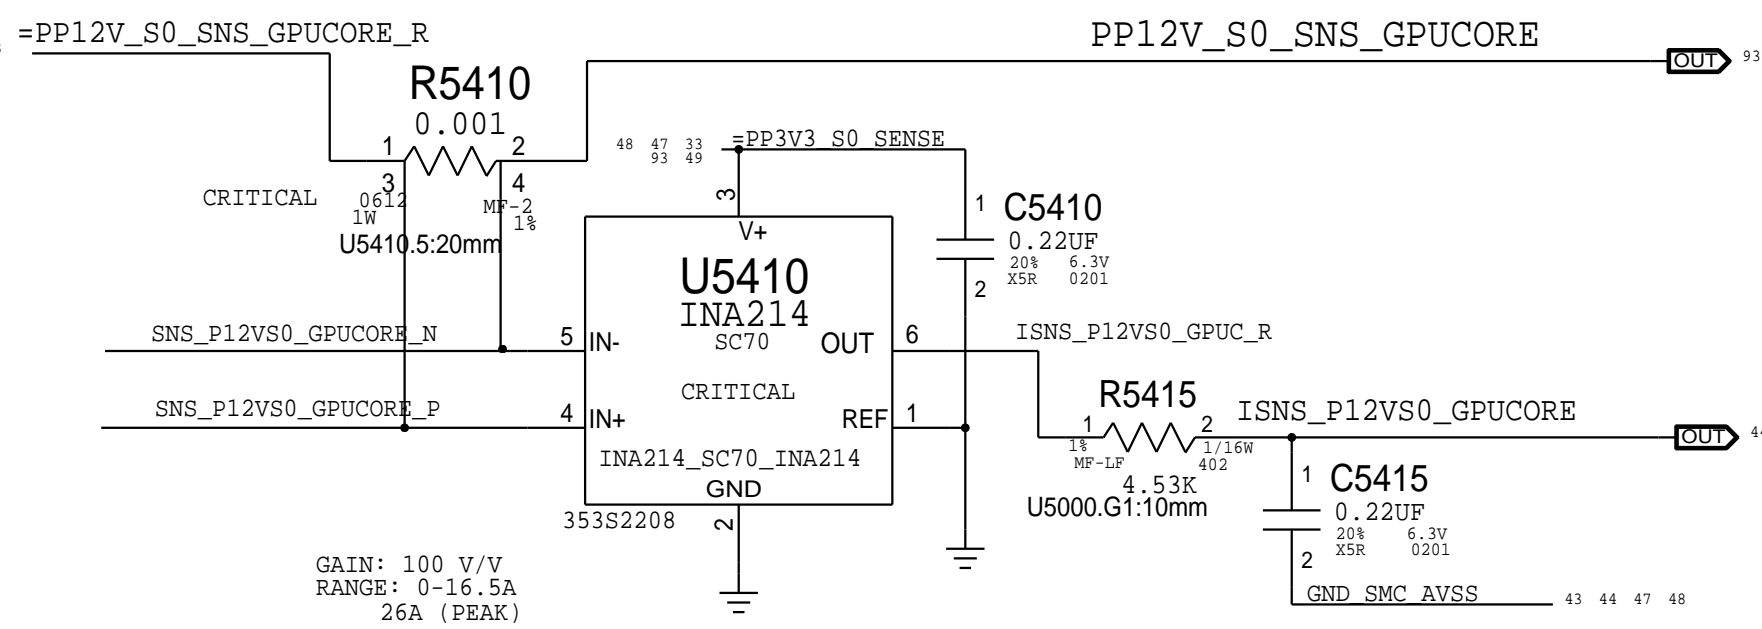 =PP12V_S0_SNS_GPUCORE_R
PP12V_S0_SNS_GPUCORE
OUT 93
R5410
0.001
1 2
3 4
CRITICAL
0612
1W
MF-2
1%
U5410.5:20mm
48 47 33
93 49
=PP3V3_S0_SENSE
3
V+
U5410
INA214
SC70
CRITICAL
1
C5410
0.22UF
20% 6.3V
X5R 0201
2
SNS_P12VS0_GPUCORE_N
5 IN-
OUT 6
ISNS_P12VS0_GPUC_R
SNS_P12VS0_GPUCORE_P
4 IN+
REF 1
INA214_SC70_INA214
GND
353S2208
2
R5415
1 2
1%
MF-LF
1/16W
402
4.53K
U5000.G1:10mm
ISNS_P12VS0_GPUCORE
OUT
1
C5415
0.22UF
20% 6.3V
X5R 0201
2
GND_SMC_AVSS
43 44 47 48
GAIN: 100 V/V
RANGE: 0-16.5A
26A (PEAK)